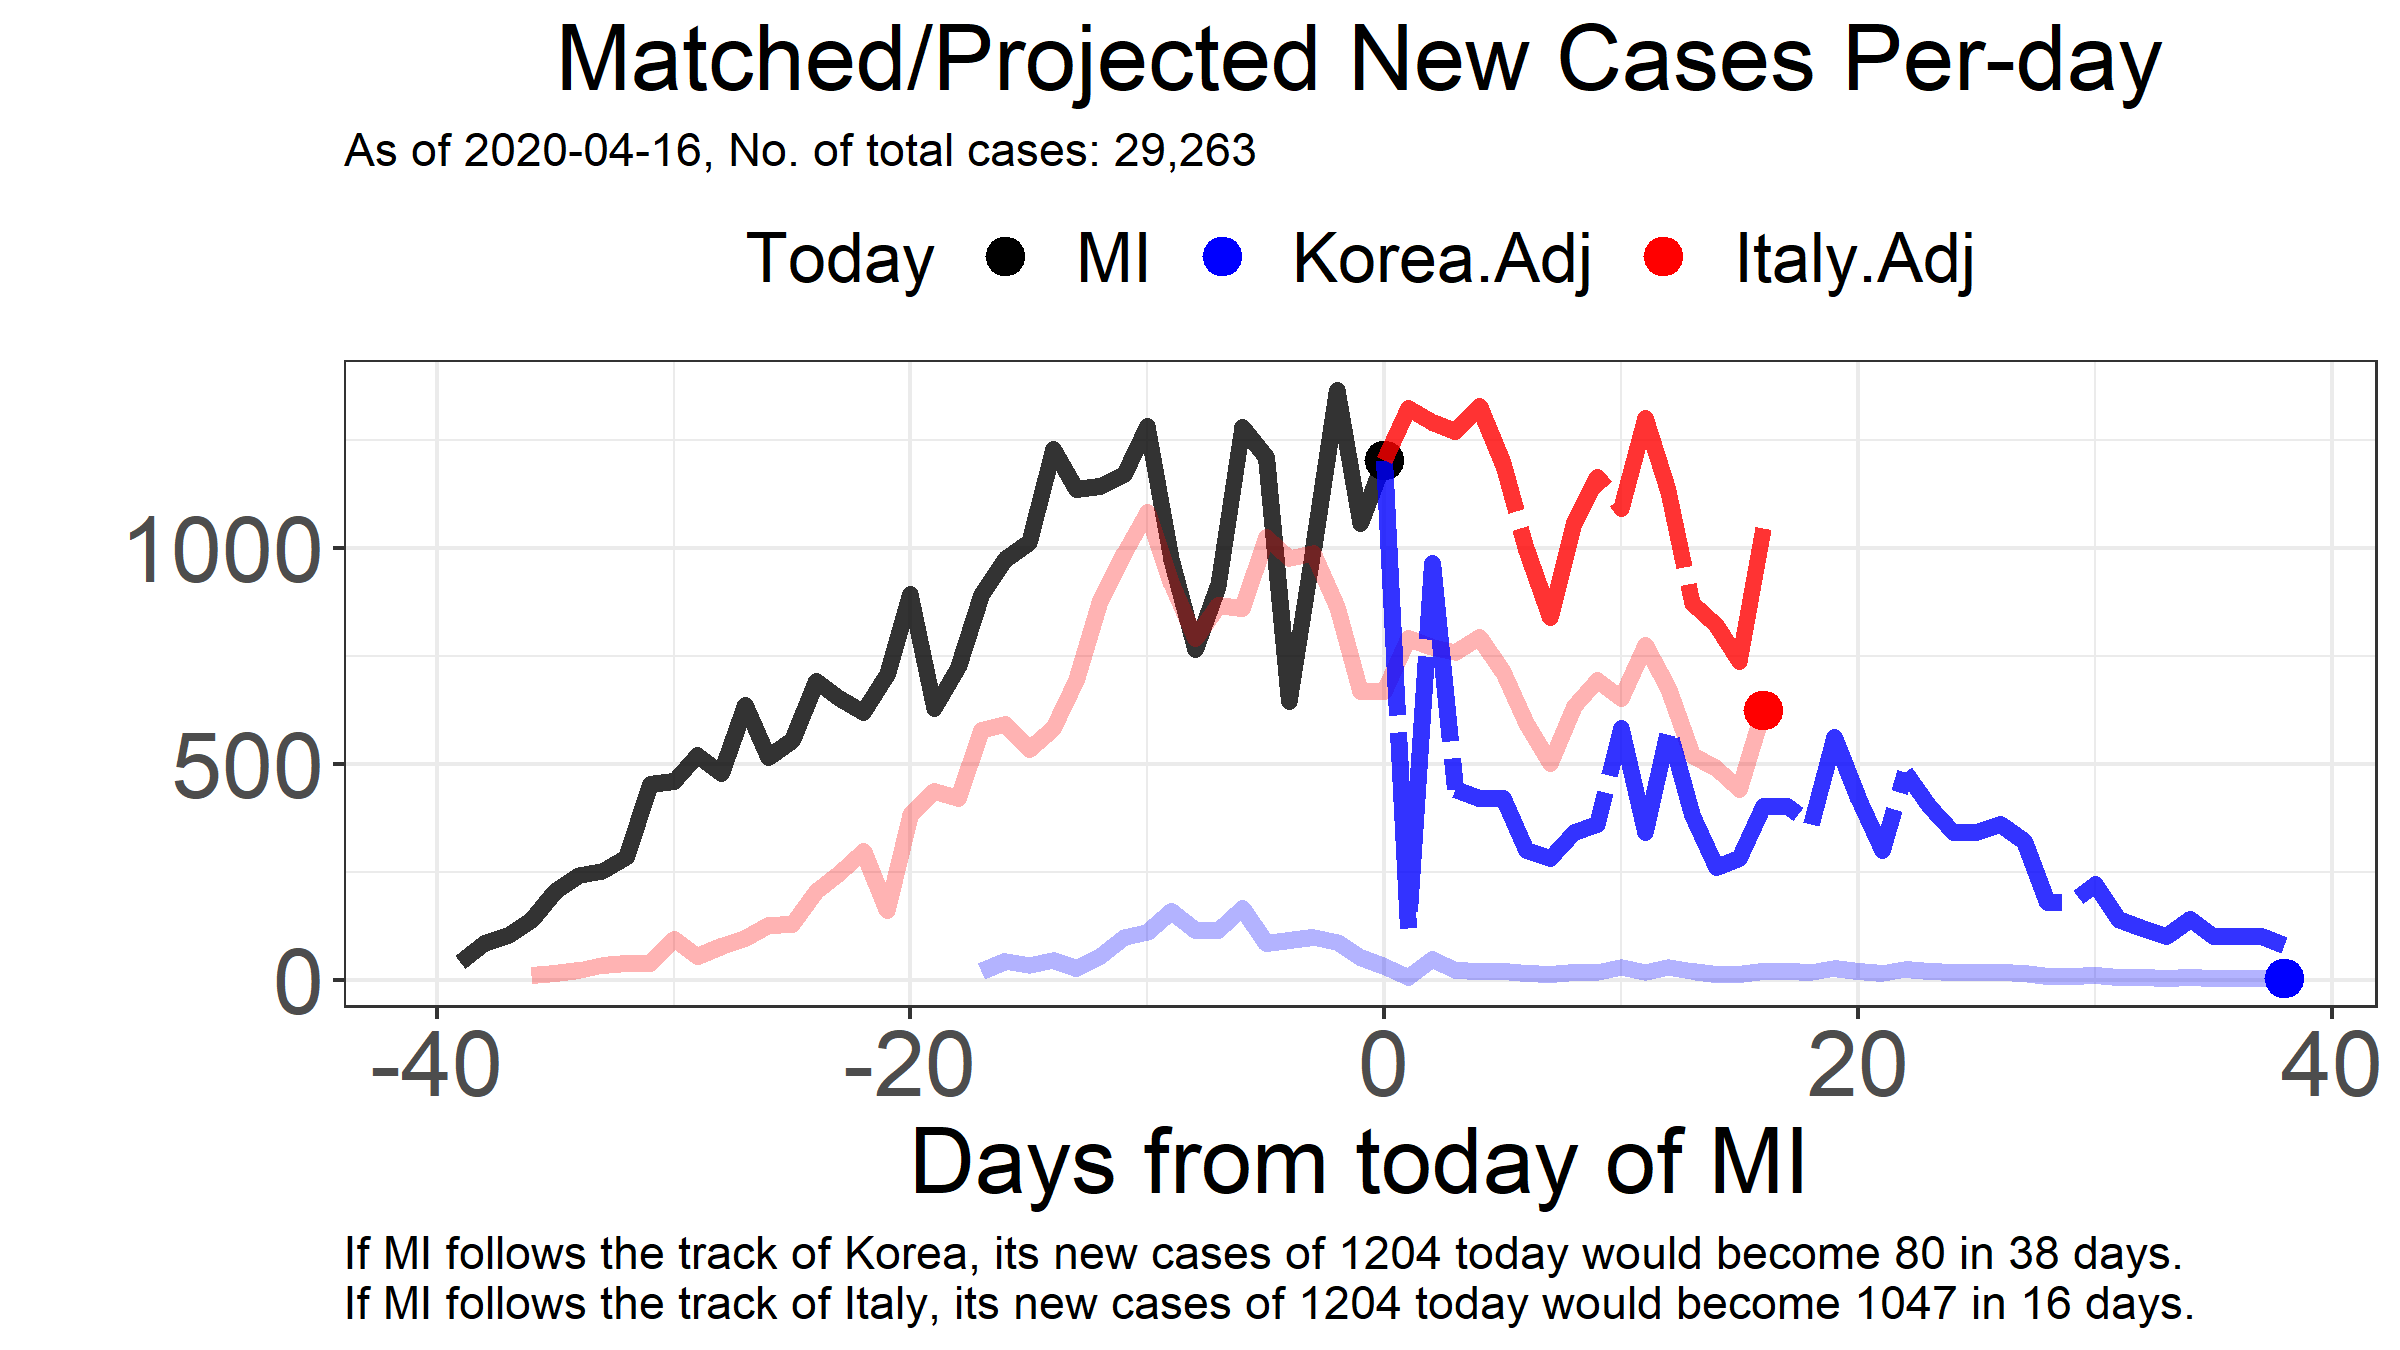 Matched/Projected New Cases Per-day
As of 2020-04-16, No. of total cases: 29,263
Today MI Korea.Adj Italy.Adj
1000
500
0
-40 -20 0 20 40
Days from today of MI
If MI follows the track of Korea, its new cases of 1204 today would become 80 in 38 days.
If MI follows the track of Italy, its new cases of 1204 today would become 1047 in 16 days.